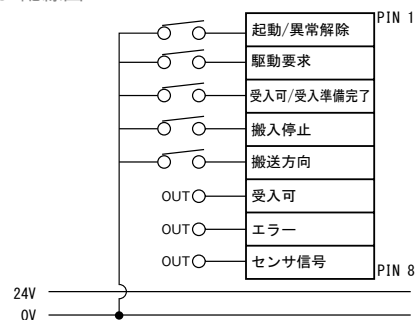 PIN 1
起動/異常解除
駆動要求
受入可/受入準備完了
搬入停止
搬送方向
OUT 受入可
OUT エラー
OUT センサ信号
PIN 8
24V
0V